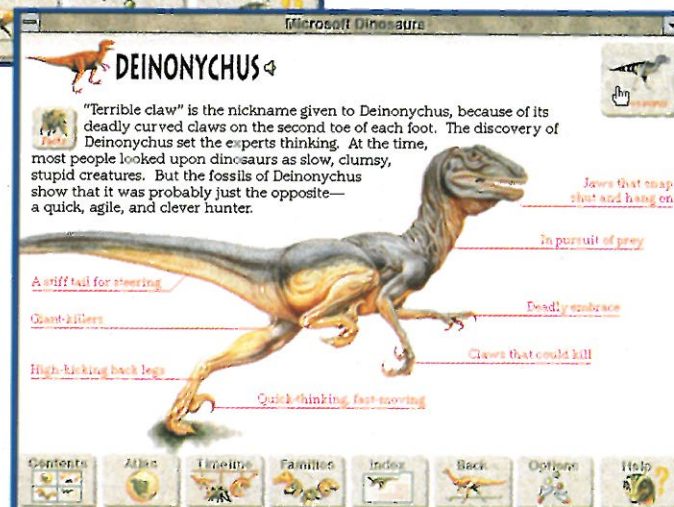 Microsoft Dinosaurs
DEINONYCHUS
"Terrible claw" is the nickname given to Deinonychus, because of its
deadly curved claws on the second toe of each foot. The discovery of
Facts
Deinonychus set the experts thinking. At the time,
most people looked upon dinosaurs as slow, clumsy,
stupid creatures. But the fossils of Deinonychus
show that it was probably just the opposite—
a quick, agile, and clever hunter.
Jaws that snap
shut and hang on
In pursuit of prey
A stiff tail for steering
Deadly embrace
Giant-killers
Claws that could kill
High-kicking back legs
Quick-thinking, fast-moving
Contents Atlas Timeline Families Index Back Options Help